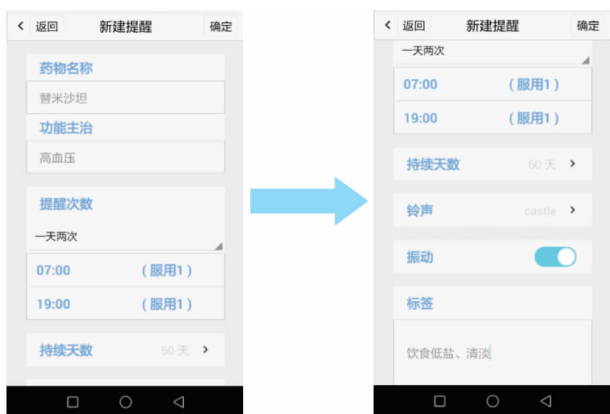 返回 新建提醒 确定
药物名称
替米沙坦
功能主治
高血压
提醒次数
一天两次
07:00 (服用1)
19:00 (服用1)
持续天数 60 天
返回 新建提醒 确定
一天两次
07:00 (服用1)
19:00 (服用1)
持续天数 60 天
铃声 castle
振动
标签
饮食低盐、清淡